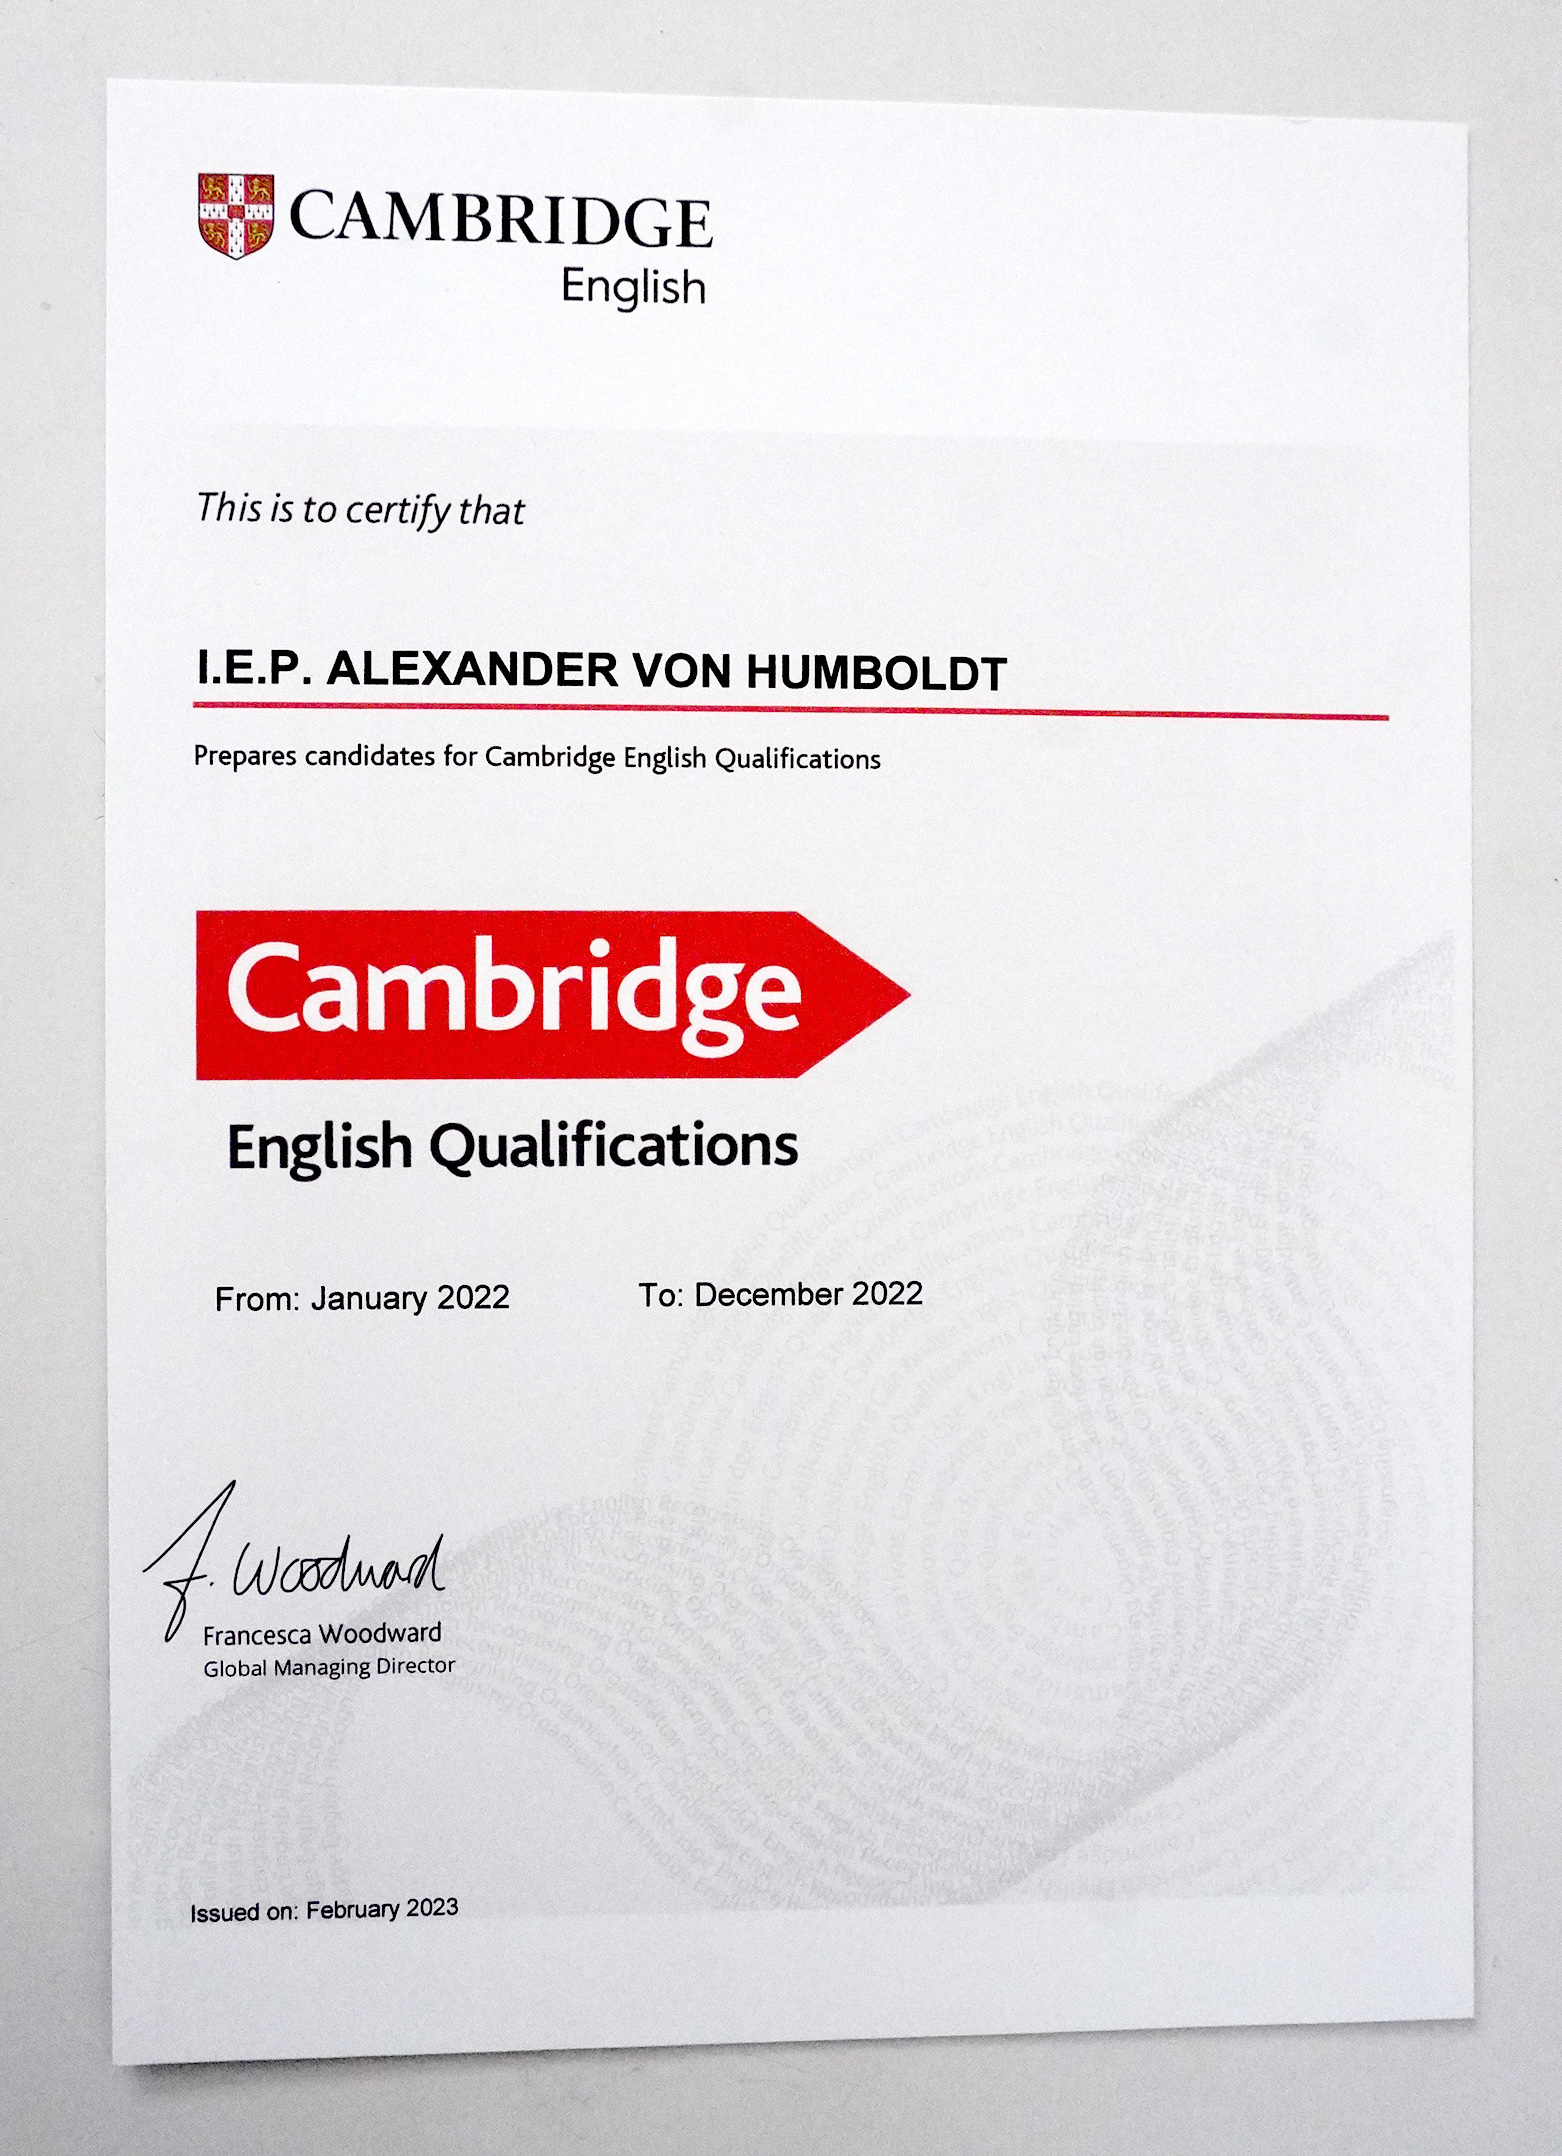 CAMBRIDGE
English
This is to certify that
I.E.P. ALEXANDER VON HUMBOLDT
Prepares candidates for Cambridge English Qualifications
Cambridge
English Qualifications
From: January 2022 To: December 2022
F. Woodward
Francesca Woodward
Global Managing Director
Issued on: February 2023